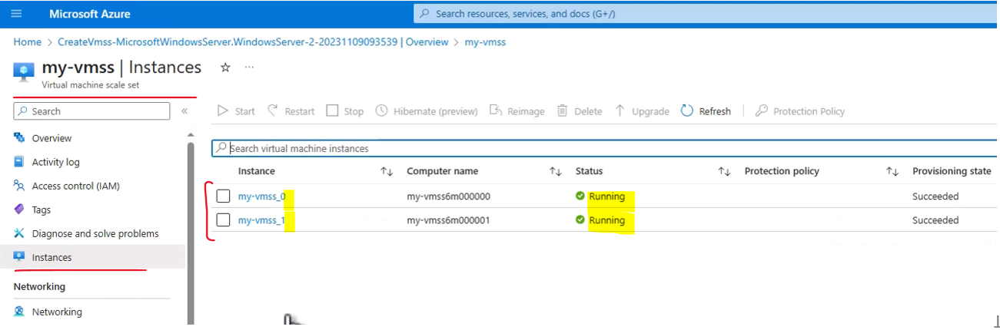 Microsoft Azure
Search resources, services, and docs (G+/)
Home > CreateVmss-MicrosoftWindowsServer.WindowsServer-2-20231109093539 | Overview > my-vmss
my-vmss | Instances
Virtual machine scale set
Search
Start Restart Stop Hibernate (preview) Reimage Delete Upgrade Refresh Protection Policy
Overview
Activity log
Access control (IAM)
Tags
Diagnose and solve problems
Instances
Networking
Networking
Search virtual machine instances
Instance Computer name Status Protection policy Provisioning state
my-vmss_0 my-vmss6m000000 Running Succeeded
my-vmss_1 my-vmss6m000001 Running Succeeded